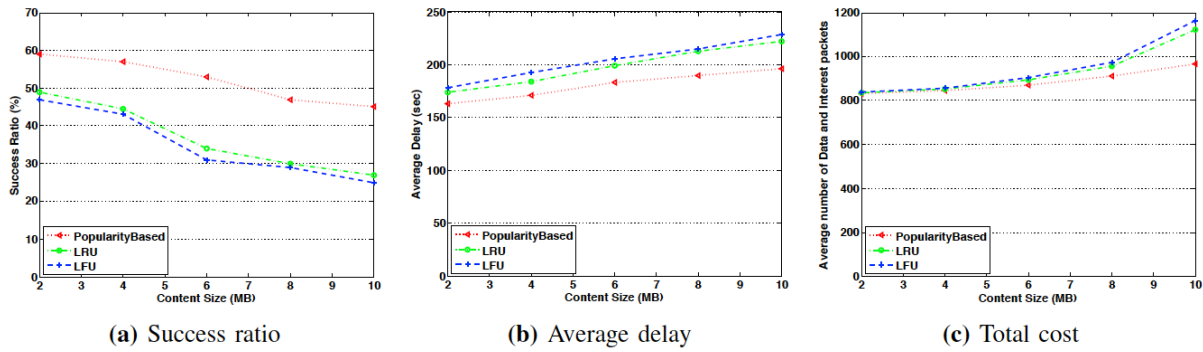 70
60
50
40
30
20
10
0
2 3 4 5 6 7 8 9 10
Success Ratio (%)
Content Size (MB)
PopularityBased
LRU
LFU
(a) Success ratio
250
200
150
100
50
0
2 3 4 5 6 7 8 9 10
Average Delay (sec)
Content Size (MB)
PopularityBased
LRU
LFU
(b) Average delay
1200
1000
800
600
400
200
0
2 3 4 5 6 7 8 9 10
Average number of Data and Interest packets
Content Size (MB)
PopularityBased
LRU
LFU
(c) Total cost